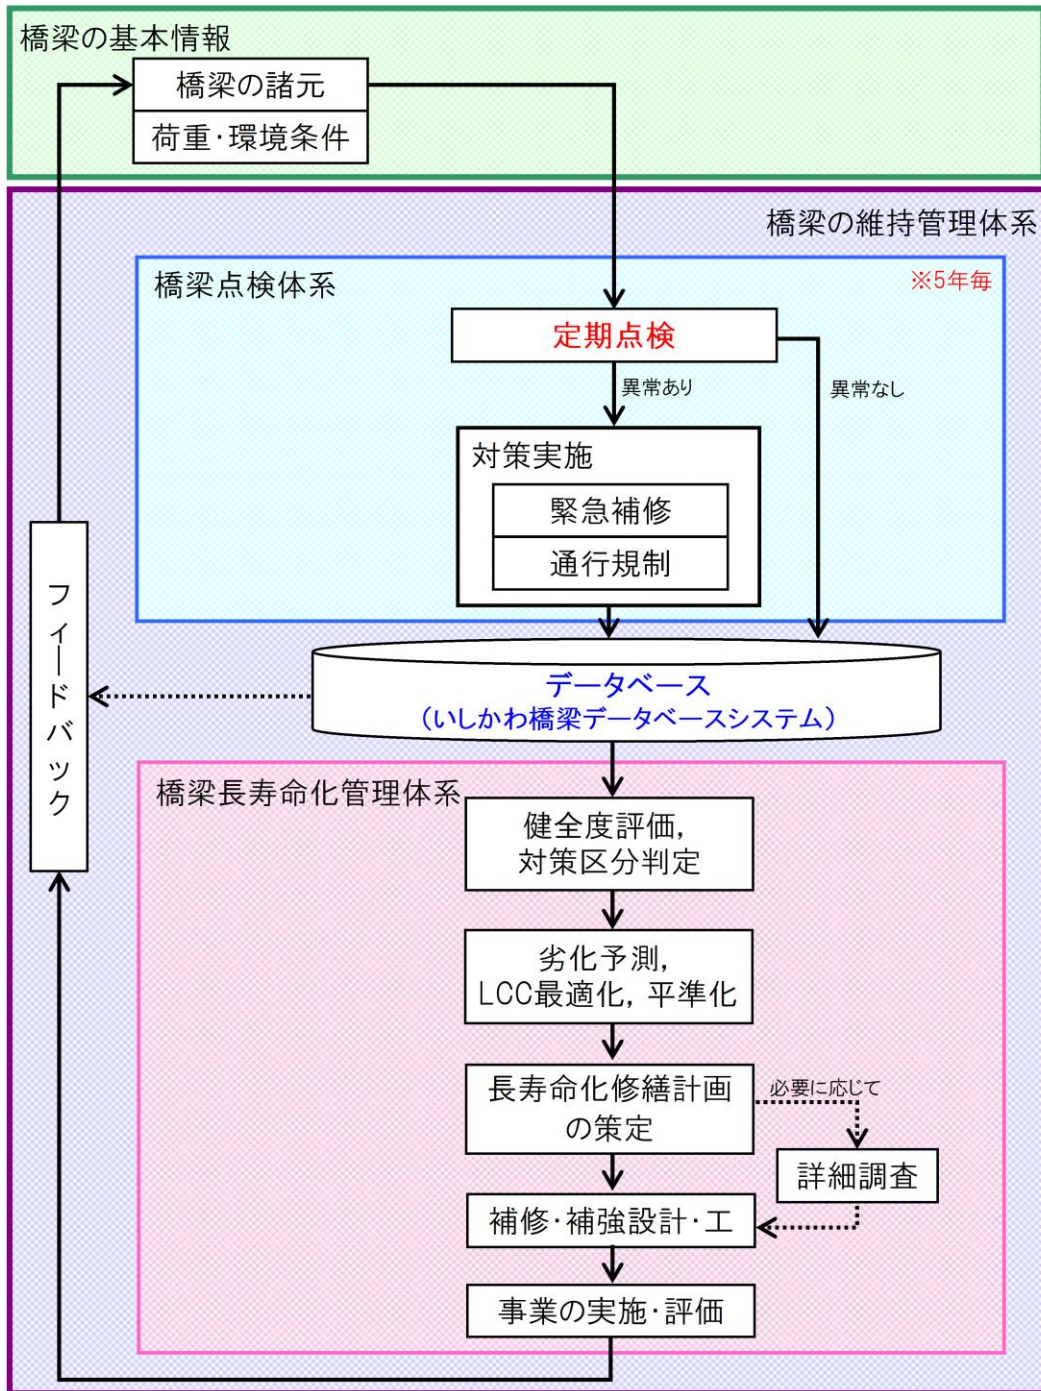 橋梁の基本情報
橋梁の諸元
荷重・環境条件
橋梁の維持管理体系
橋梁点検体系
※5年毎
定期点検
異常あり
異常なし
対策実施
緊急補修
通行規制
データベース
（いしかわ橋梁データベースシステム）
フィードバック
橋梁長寿命化管理体系
健全度評価,
対策区分判定
劣化予測,
LCC最適化, 平準化
長寿命化修繕計画
の策定
必要に応じて
詳細調査
補修・補強設計・工
事業の実施・評価